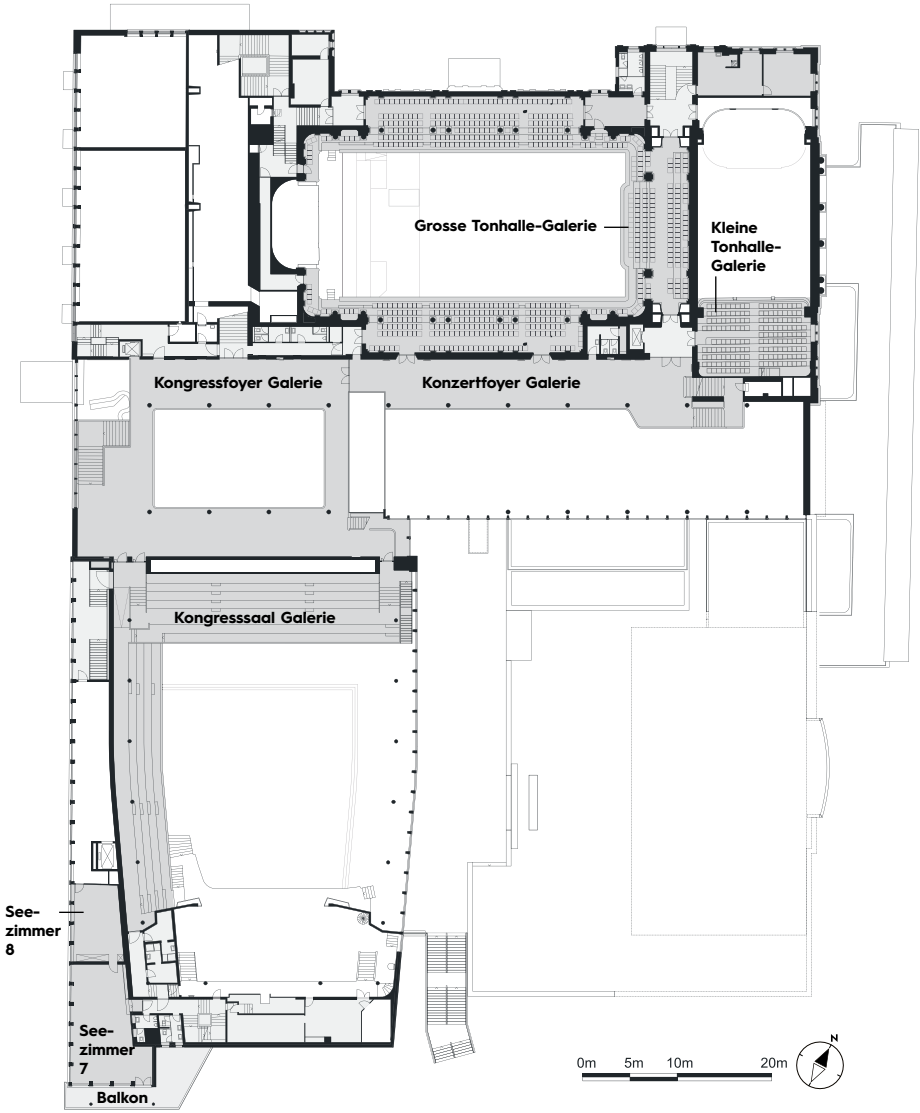 Grosse Tonhalle-Galerie
Kleine
Tonhalle-
Galerie
Kongressfoyer Galerie
Konzertfoyer Galerie
Kongresssaal Galerie
See-
zimmer
8
See-
zimmer
7
Balkon
0m 5m 10m 20m
N